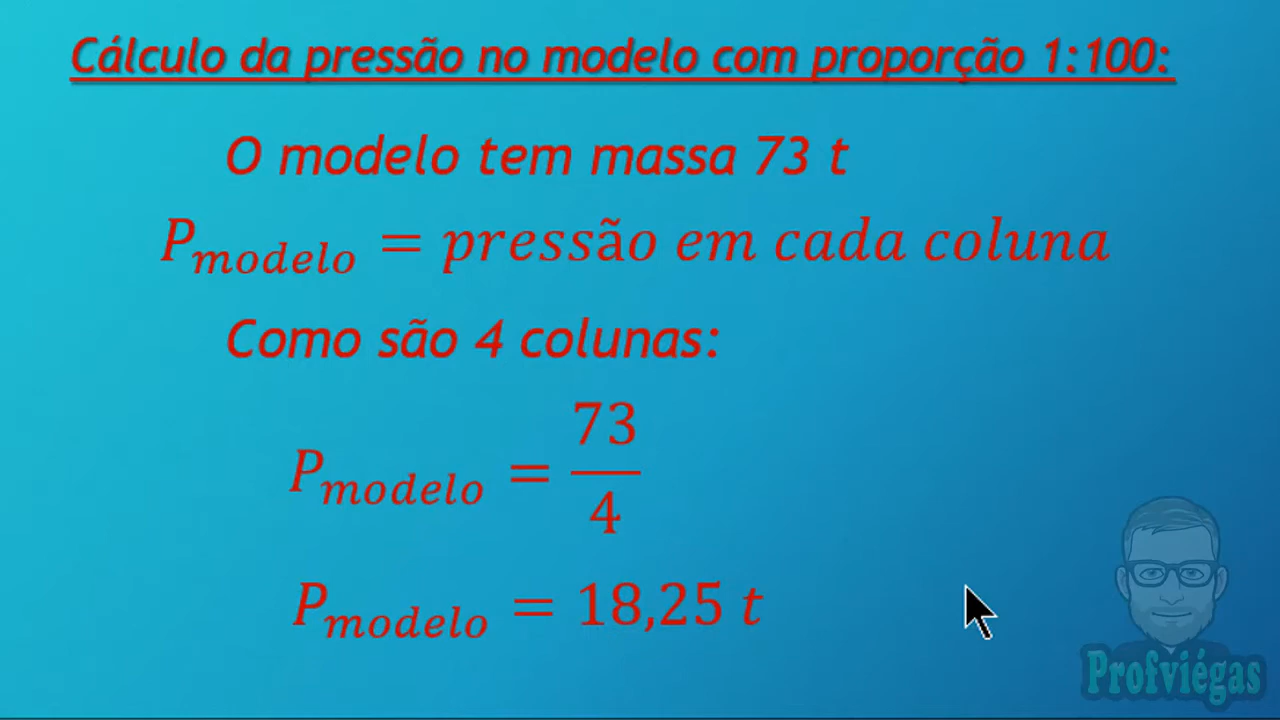 Cálculo da pressão no modelo com proporção 1:100:
O modelo tem massa 73 t
P_modelo = pressão em cada coluna
Como são 4 colunas:
P_modelo = 73/4
P_modelo = 18,25 t
Profviégas